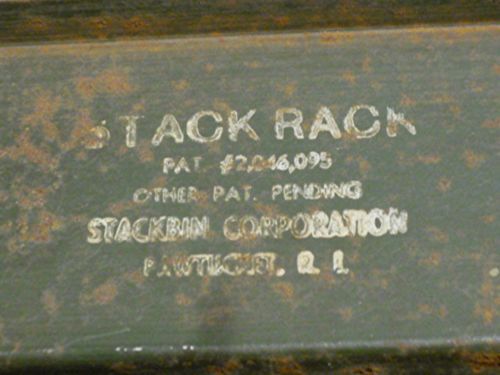 STACK RACK
PAT. #2,046,095
OTHER PAT. PENDING
STACKBIN CORPORATION
PAWTUCKET, R. I.